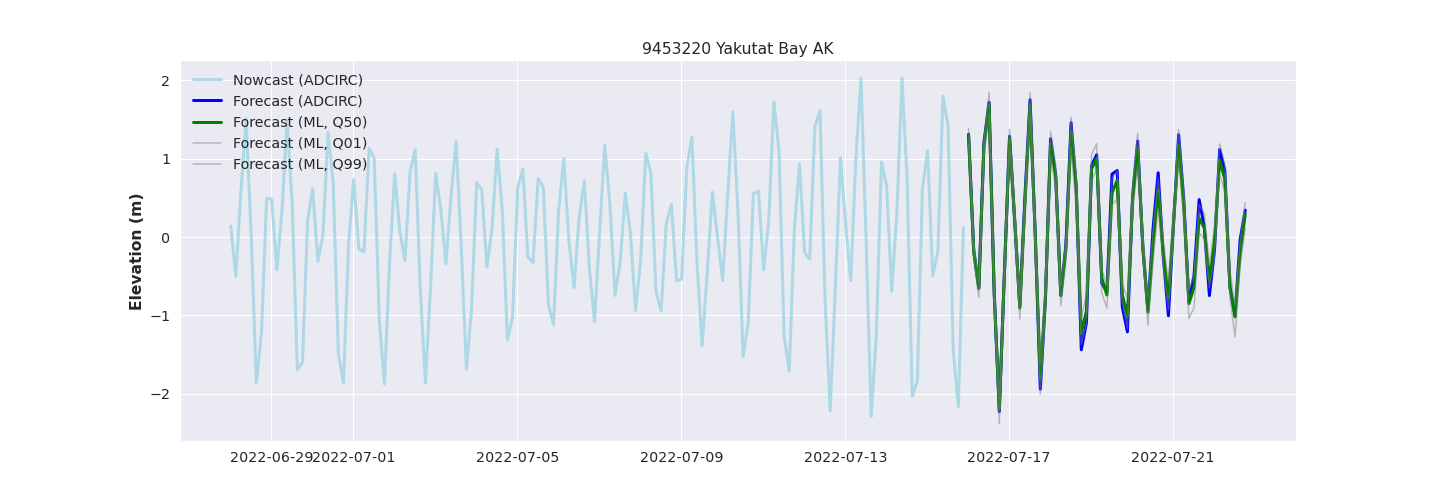 9453220 Yakutat Bay AK
Nowcast (ADCIRC)
Forecast (ADCIRC)
Forecast (ML, Q50)
Forecast (ML, Q01)
Forecast (ML, Q99)
Elevation (m)
2
1
0
−1
−2
2022-06-29
2022-07-01
2022-07-05
2022-07-09
2022-07-13
2022-07-17
2022-07-21